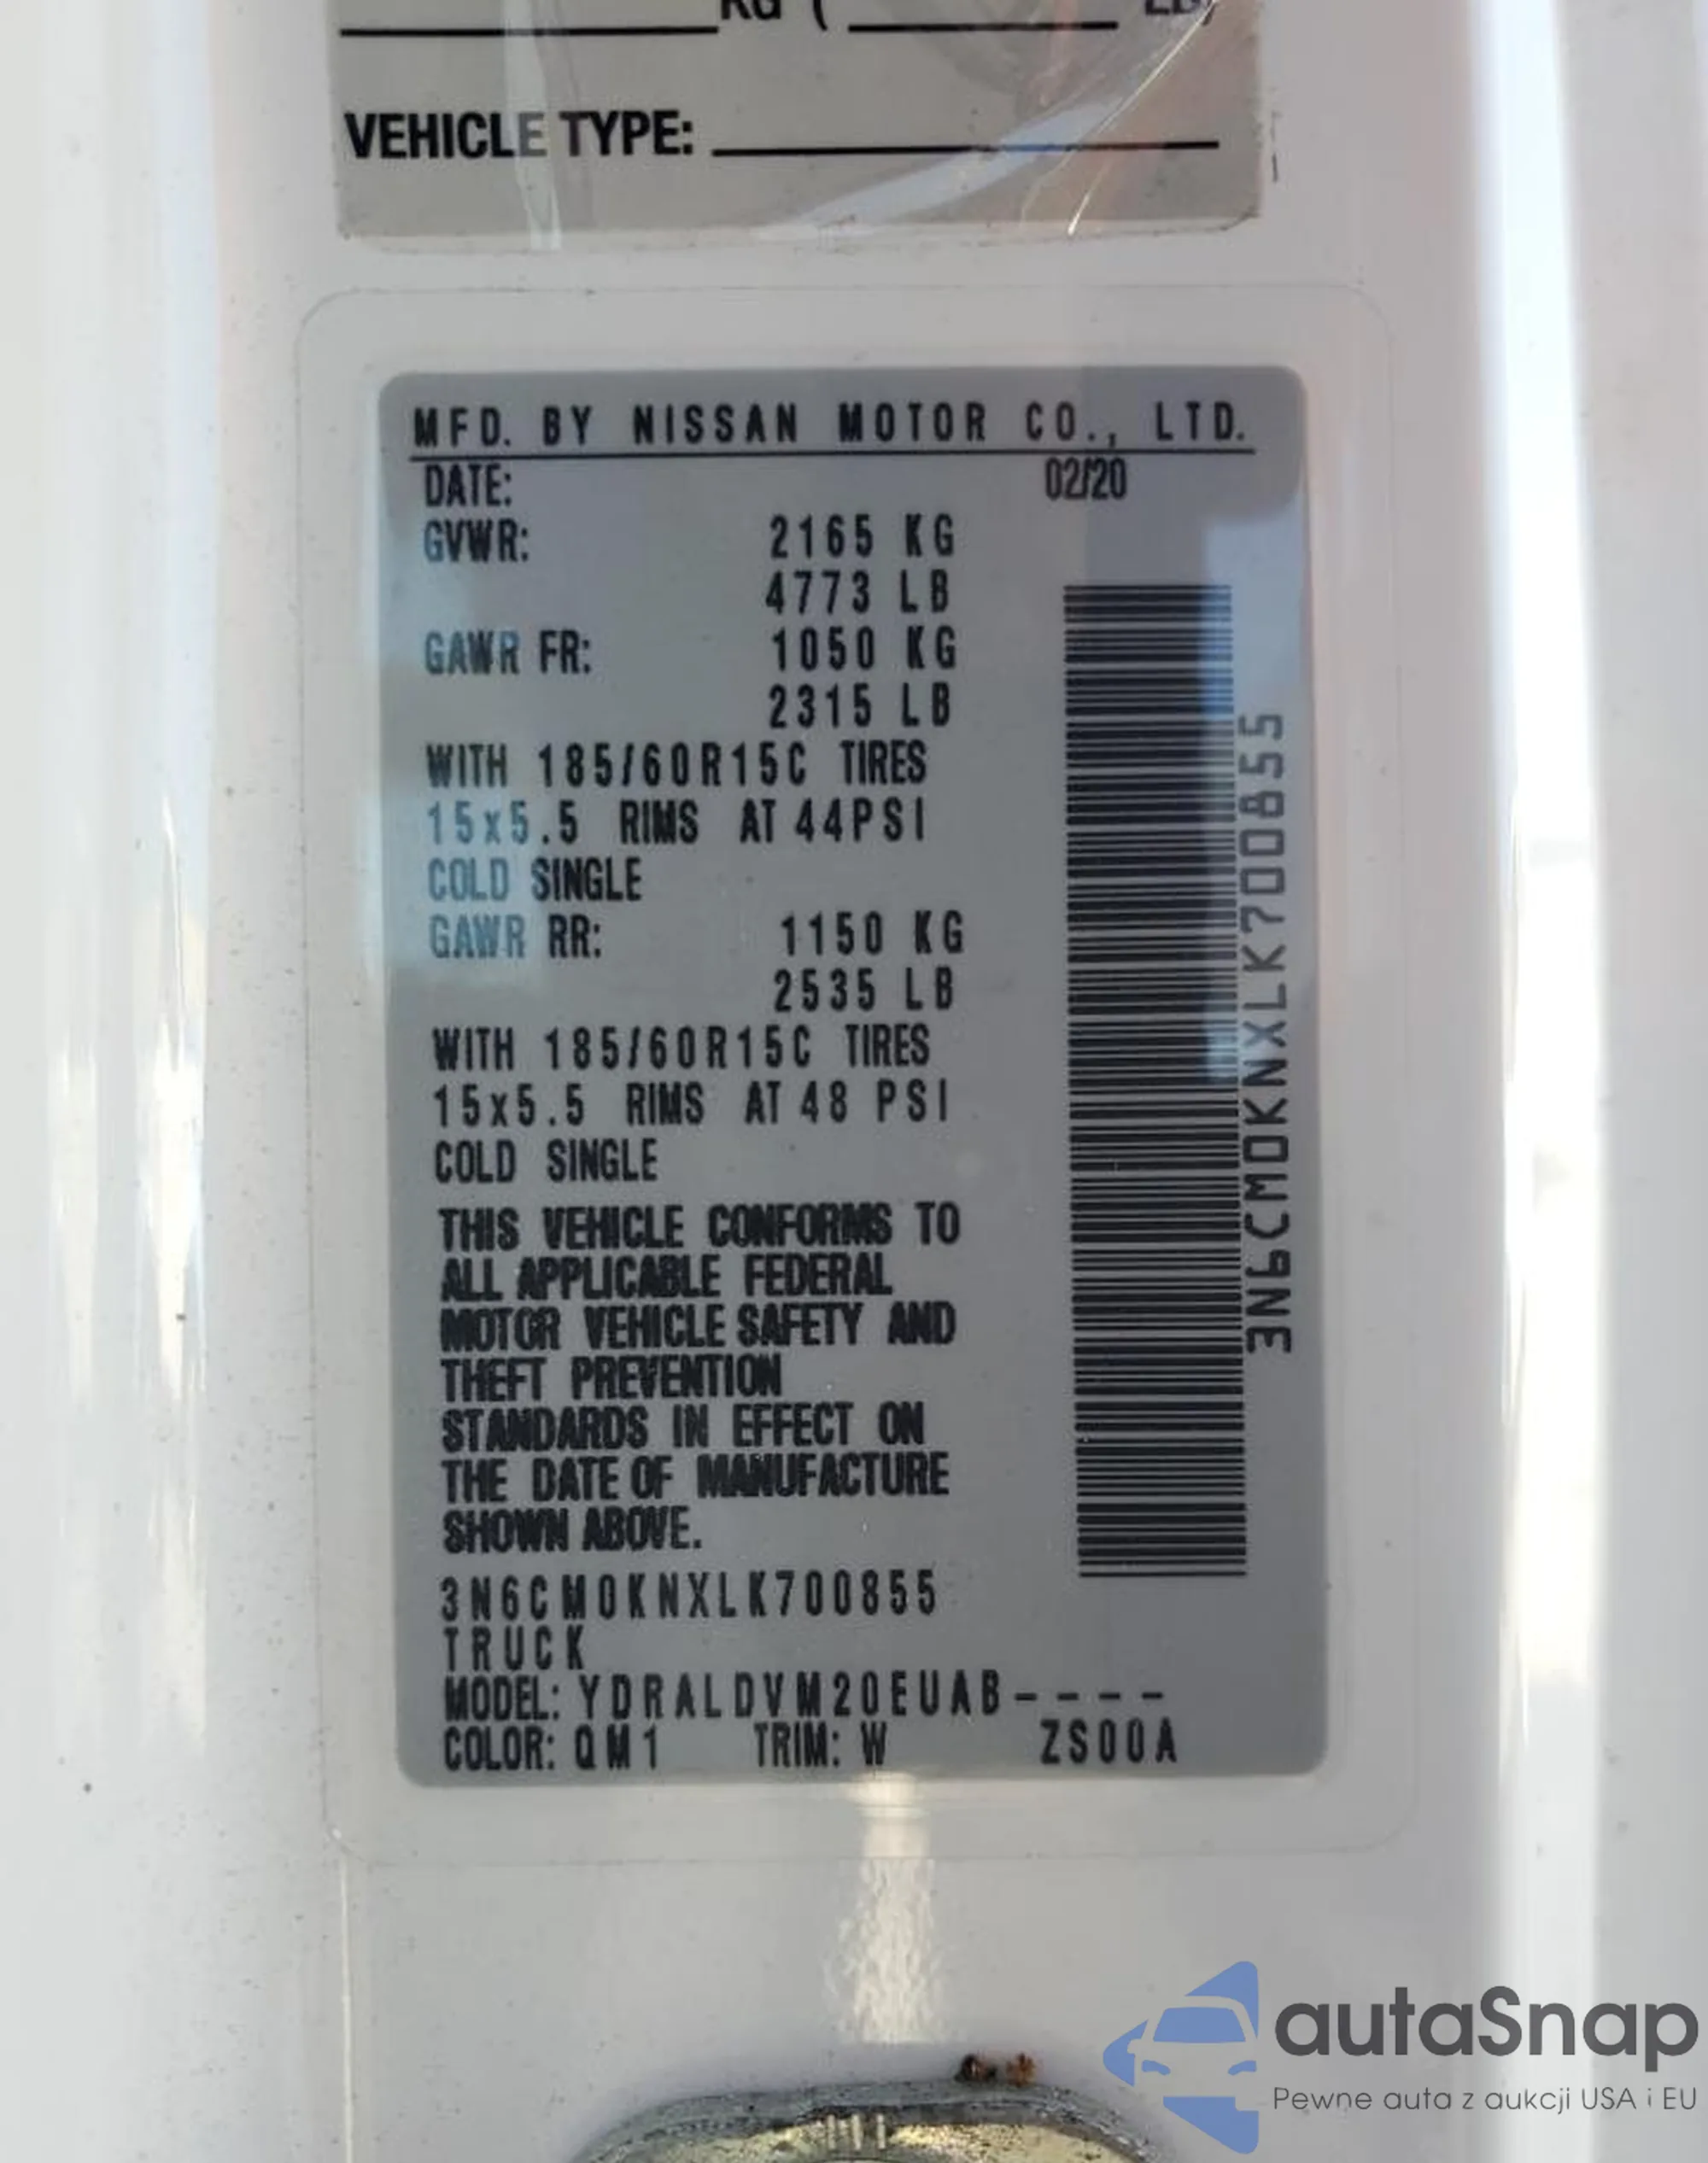 KG ( LB)
VEHICLE TYPE:
MFD. BY NISSAN MOTOR CO., LTD.
DATE: 02/20
GVWR: 2165 KG
4773 LB
GAWR FR: 1050 KG
2315 LB
WITH 185/60R15C TIRES
15x5.5 RIMS AT 44PSI
COLD SINGLE
GAWR RR: 1150 KG
2535 LB
WITH 185/60R15C TIRES
15x5.5 RIMS AT 48 PSI
COLD SINGLE
THIS VEHICLE CONFORMS TO
ALL APPLICABLE FEDERAL
MOTOR VEHICLE SAFETY AND
THEFT PREVENTION
STANDARDS IN EFFECT ON
THE DATE OF MANUFACTURE
SHOWN ABOVE.
3N6CM0KNXLK700855
TRUCK
MODEL: YDRALDVM20EUAB----
COLOR: QM1 TRIM: W ZS00A
3N6CM0KNXLK700855
autaSnap
Pewne auta z aukcji USA i EU